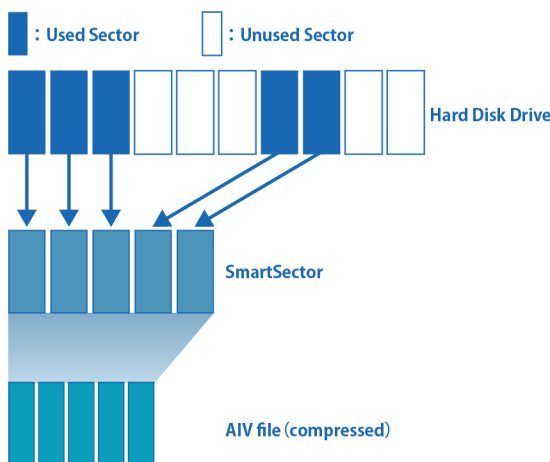 : Used Sector
: Unused Sector
Hard Disk Drive
SmartSector
AIV file (compressed)